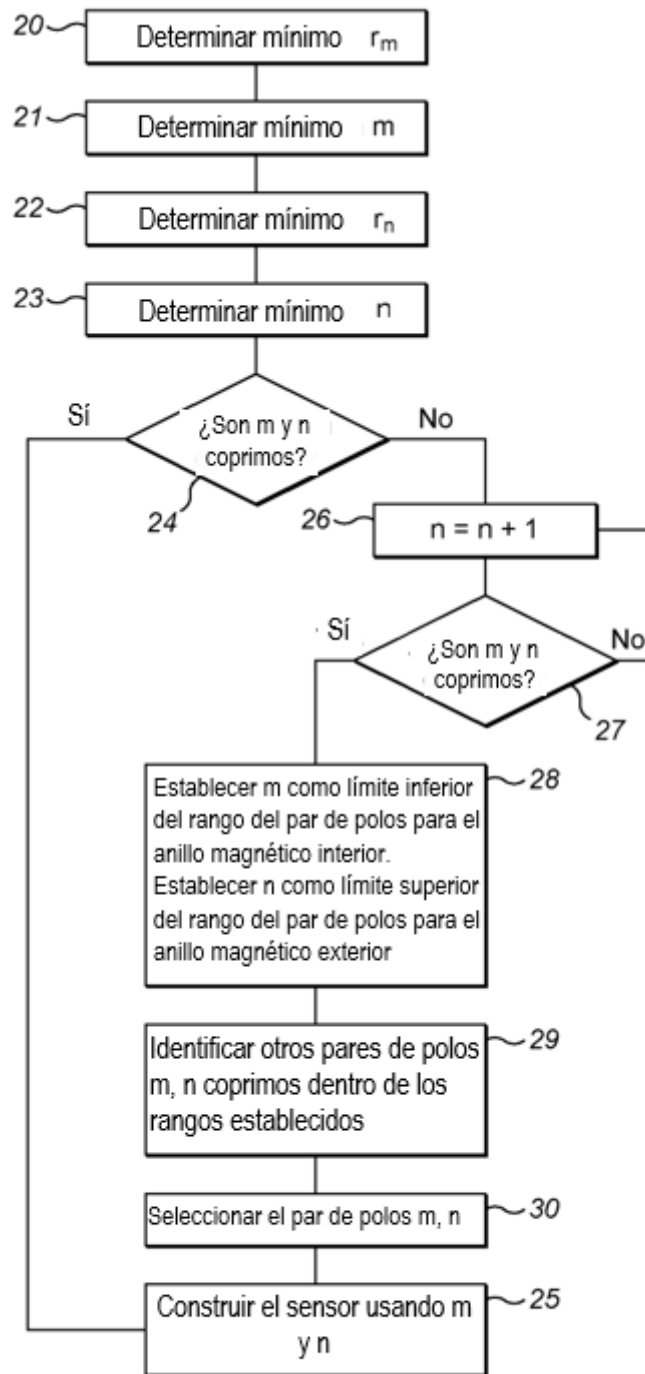 20
Determinar mínimo r_m
21
Determinar mínimo m
22
Determinar mínimo r_n
23
Determinar mínimo n
Sí
¿Son m y n
coprimos?
No
24
26
n = n + 1
Sí
¿Son m y n
coprimos?
No
27
28
Establecer m como límite inferior
del rango del par de polos para el
anillo magnético interior.
Establecer n como límite superior
del rango del par de polos para el
anillo magnético exterior
29
Identificar otros pares de polos
m, n coprimos dentro de los
rangos establecidos
30
Seleccionar el par de polos m, n
25
Construir el sensor usando m
y n